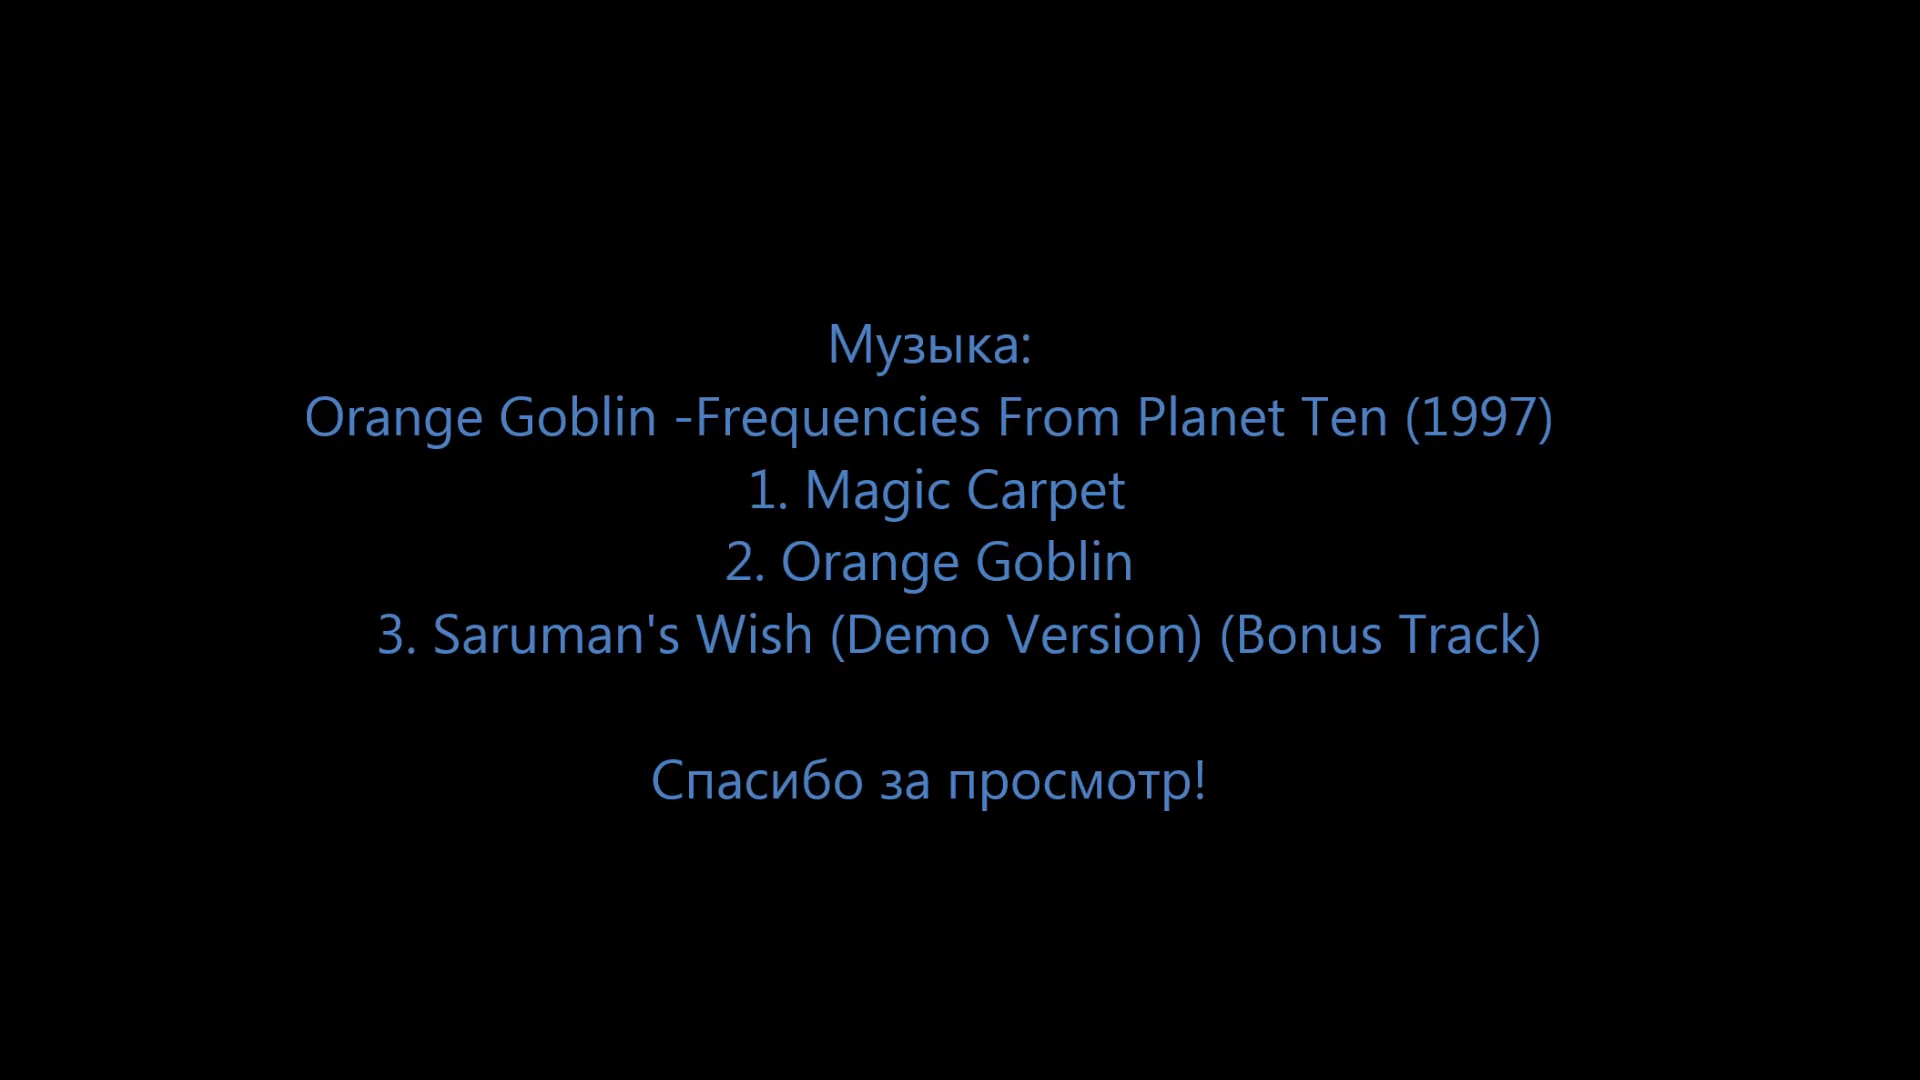 Музыка:
Orange Goblin -Frequencies From Planet Ten (1997)
1. Magic Carpet
2. Orange Goblin
3. Saruman's Wish (Demo Version) (Bonus Track)
Спасибо за просмотр!